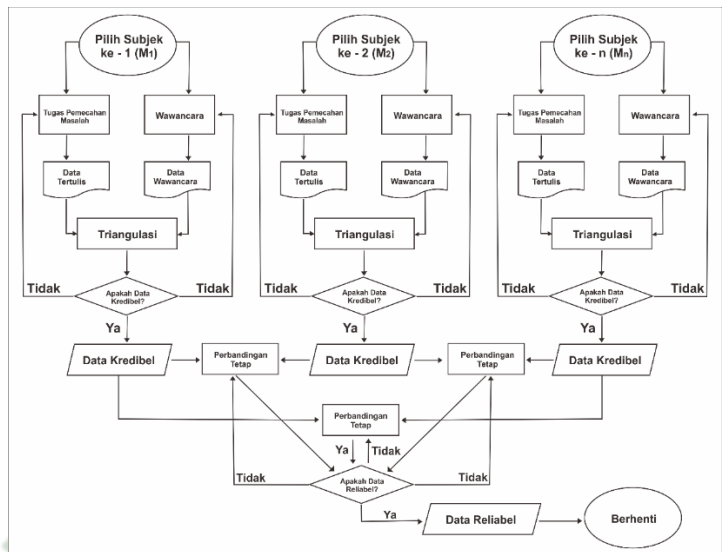 Pilih Subjek
ke - 1 (M₁)
Pilih Subjek
ke - 2 (M₂)
Pilih Subjek
ke - n (Mn)
Tugas Pemecahan
Masalah
Wawancara
Tugas Pemecahan
Masalah
Wawancara
Tugas Pemecahan
Masalah
Wawancara
Data
Tertulis
Data
Wawancara
Data
Tertulis
Data
Wawancara
Data
Tertulis
Data
Wawancara
Triangulasi
Triangulasi
Triangulasi
Tidak
Apakah Data
Kredibel?
Tidak
Tidak
Apakah Data
Kredibel?
Tidak
Tidak
Apakah Data
Kredibel?
Tidak
Ya
Ya
Ya
Data Kredibel
Perbandingan
Tetap
Data Kredibel
Perbandingan
Tetap
Data Kredibel
Perbandingan
Tetap
Ya
Tidak
Tidak
Apakah Data
Reliabel?
Tidak
Ya
Data Reliabel
Berhenti